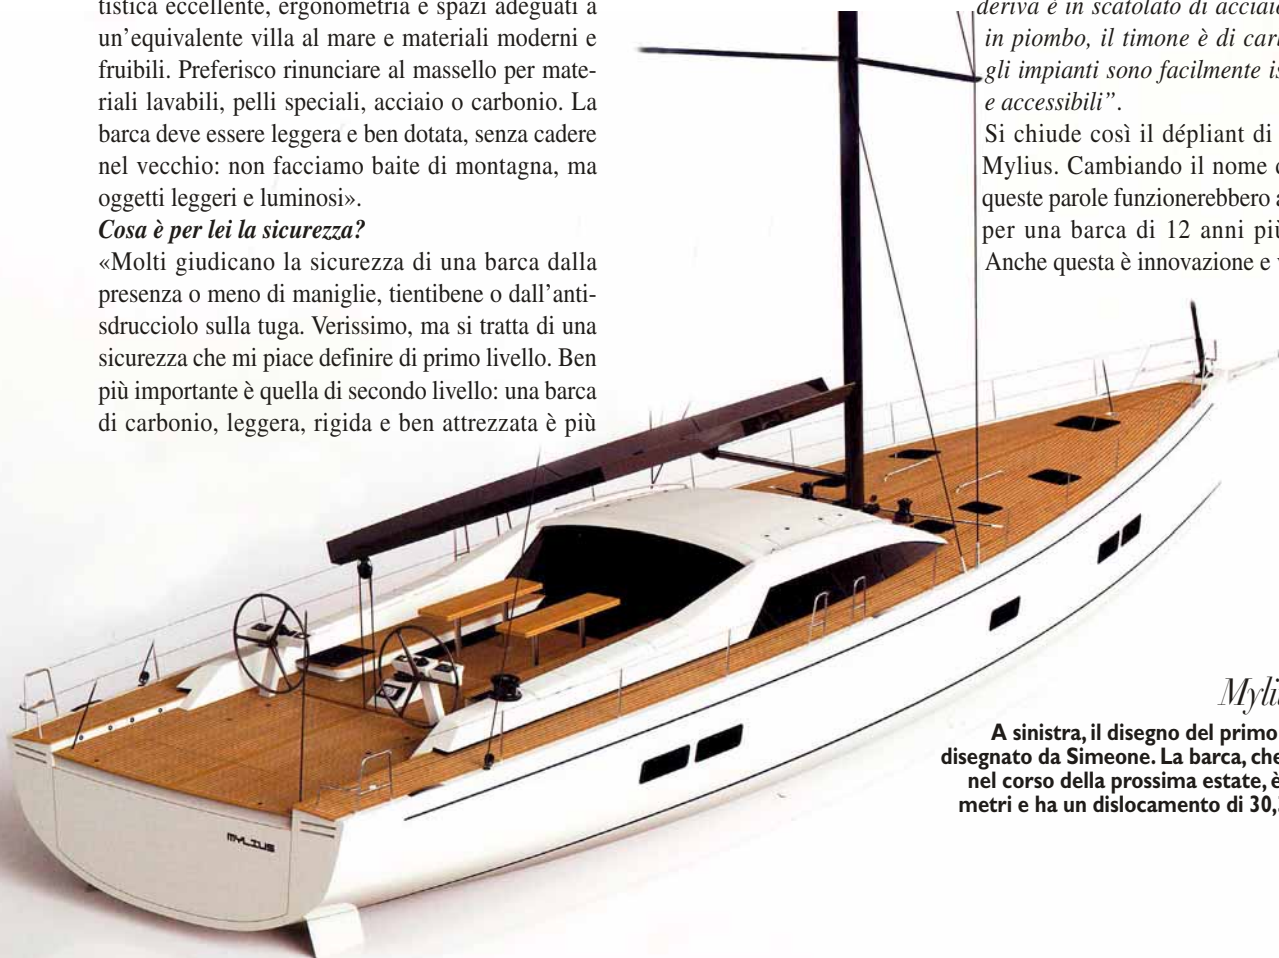 tistica eccellente, ergonometria e spazi adeguati a
un'equivalente villa al mare e materiali moderni e
fruibili. Preferisco rinunciare al massello per mate-
riali lavabili, pelli speciali, acciaio o carbonio. La
barca deve essere leggera e ben dotata, senza cadere
nel vecchio: non facciamo baite di montagna, ma
oggetti leggeri e luminosi».
Cosa è per lei la sicurezza?
«Molti giudicano la sicurezza di una barca dalla
presenza o meno di maniglie, tientibene o dall'anti-
sdrucciolo sulla tuga. Verissimo, ma si tratta di una
sicurezza che mi piace definire di primo livello. Ben
più importante è quella di secondo livello: una barca
di carbonio, leggera, rigida e ben attrezzata è più
deriva è in scatolato di acciaio
in piombo, il timone è di
gli impianti sono facilmente
e accessibili”.
Si chiude così il dépliant di
Mylius. Cambiando il nome
queste parole funzionerebbero
per una barca di 12 anni più
Anche questa è innovazione e
A sinistra, il disegno del primo
disegnato da Simeone. La barca, che
nel corso della prossima estate, è
metri e ha un dislocamento di 30,
MYLIUS